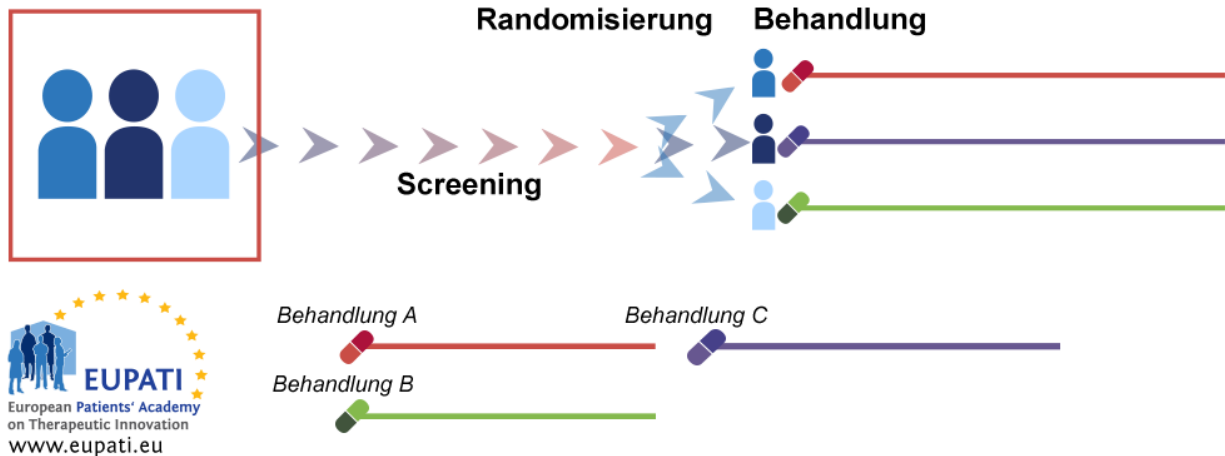 Randomisierung
Behandlung
Screening
Behandlung A
Behandlung C
Behandlung B
EUPATI
European Patients' Academy
on Therapeutic Innovation
www.eupati.eu